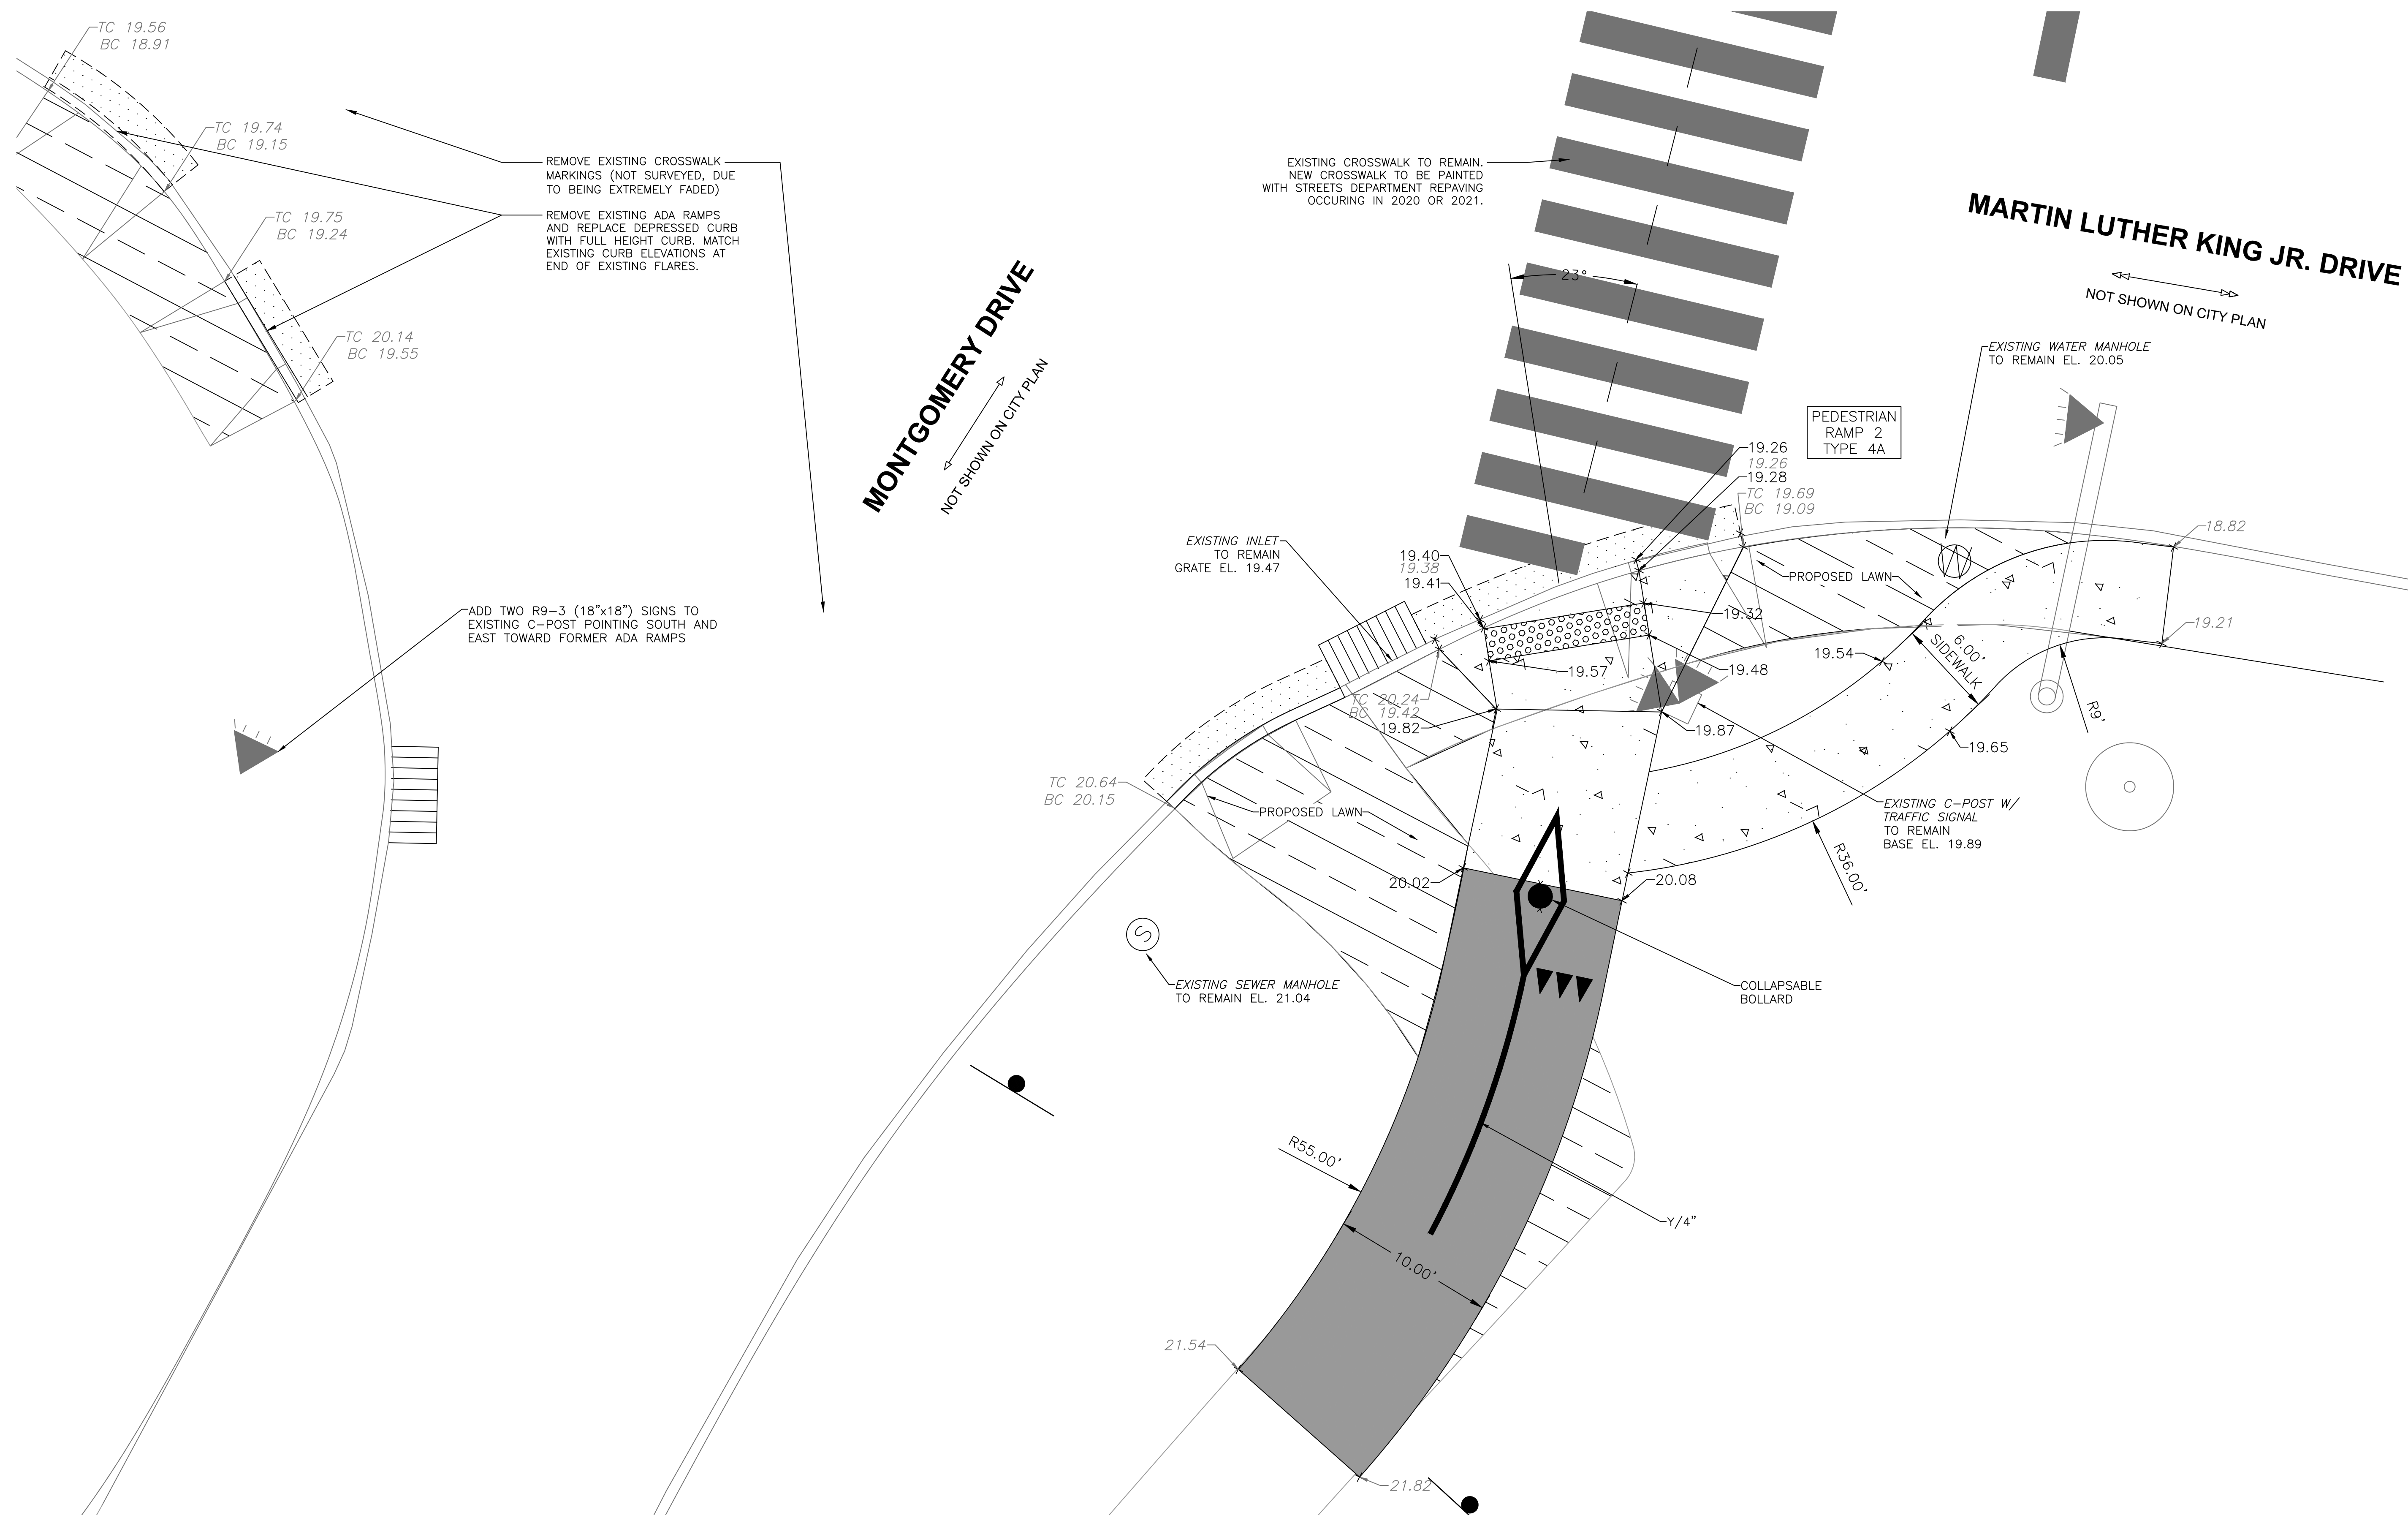 TC 19.56
BC 18.91
TC 19.74
BC 19.15
TC 19.75
BC 19.24
TC 20.14
BC 19.55
REMOVE EXISTING CROSSWALK
MARKINGS (NOT SURVEYED, DUE
TO BEING EXTREMELY FADED)
REMOVE EXISTING ADA RAMPS
AND REPLACE DEPRESSED CURB
WITH FULL HEIGHT CURB. MATCH
EXISTING CURB ELEVATIONS AT
END OF EXISTING FLARES.
ADD TWO R9-3 (18"x18") SIGNS TO
EXISTING C-POST POINTING SOUTH AND
EAST TOWARD FORMER ADA RAMPS
MONTGOMERY DRIVE
NOT SHOWN ON CITY PLAN
EXISTING CROSSWALK TO REMAIN.
NEW CROSSWALK TO BE PAINTED
WITH STREETS DEPARTMENT REPAVING
OCCURING IN 2020 OR 2021.
23°
MARTIN LUTHER KING JR. DRIVE
NOT SHOWN ON CITY PLAN
EXISTING WATER MANHOLE
TO REMAIN EL. 20.05
PEDESTRIAN
RAMP 2
TYPE 4A
19.26
19.26
19.28
TC 19.69
BC 19.09
18.82
EXISTING INLET
TO REMAIN
GRATE EL. 19.47
19.40
19.38
19.41
W
PROPOSED LAWN
19.32
19.21
19.57
19.48
19.54
6.00'
SIDEWALK
TC 20.24
BC 19.42
19.82
19.87
R9'
19.65
TC 20.64
BC 20.15
PROPOSED LAWN
EXISTING C-POST W/
TRAFFIC SIGNAL
TO REMAIN
BASE EL. 19.89
R36.00'
20.02
20.08
S
EXISTING SEWER MANHOLE
TO REMAIN EL. 21.04
COLLAPSABLE
BOLLARD
R55.00'
Y/4"
10.00'
21.54
21.82